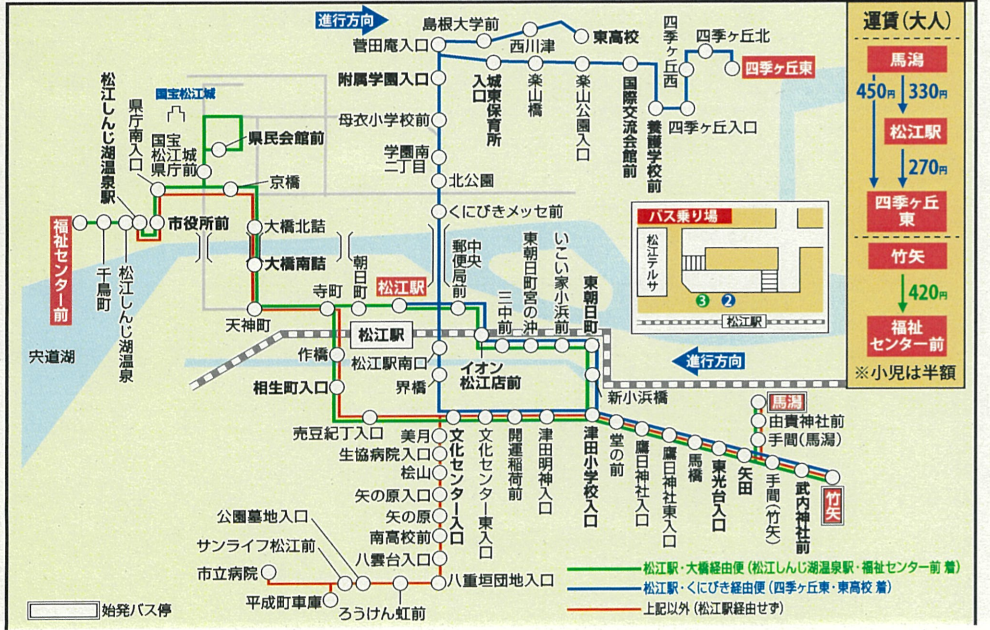 進行方向
島根大学前
菅田庵入口
西川津
東高校
四季ヶ丘西
四季ヶ丘北
四季ヶ丘東
附属学園入口
城東保育所入口
楽山橋
楽山公園入口
国際交流会館前
養護学校前
四季ヶ丘入口
母衣小学校前
学園南二丁目
北公園
くにびきメッセ前
国宝松江城
県民会館前
国宝松江城県庁前
県庁南入口
松江しんじ湖温泉駅
京橋
市役所前
福祉センター前
千鳥町
松江しんじ湖温泉
大橋北詰
大橋南詰
朝日町
寺町
松江駅
天神町
中央郵便局前
三中前
東朝日町宮の沖
いこい家小浜前
東朝日町
宍道湖
松江駅
松江駅南口
イオン松江店前
作橋
相生町入口
界橋
新小浜橋
進行方向
バス乗り場
松江テルサ
3
2
松江駅
売豆紀丁入口
美月
生協病院入口
桧山
矢の原入口
矢の原
南高校前
八雲台入口
八重垣団地入口
文化センター入口
文化センター東入口
開運稲荷前
津田明神入口
津田小学校入口
堂の前
鷹日神社入口
鷹日神社東入口
馬橋
東光台入口
矢田
手間(竹矢)
武内神社前
竹矢
馬潟
由貴神社前
手間(馬潟)
公園墓地入口
サンライフ松江前
市立病院
平成町車庫
ろうけん虹前
始発バス停
松江駅・大橋経由便(松江しんじ湖温泉駅・福祉センター前 着)
松江駅・くにびき経由便(四季ヶ丘東・東高校 着)
上記以外(松江駅経由せず)
運賃(大人)
馬潟
450円
330円
松江駅
270円
四季ヶ丘東
竹矢
420円
福祉センター前
※小児は半額